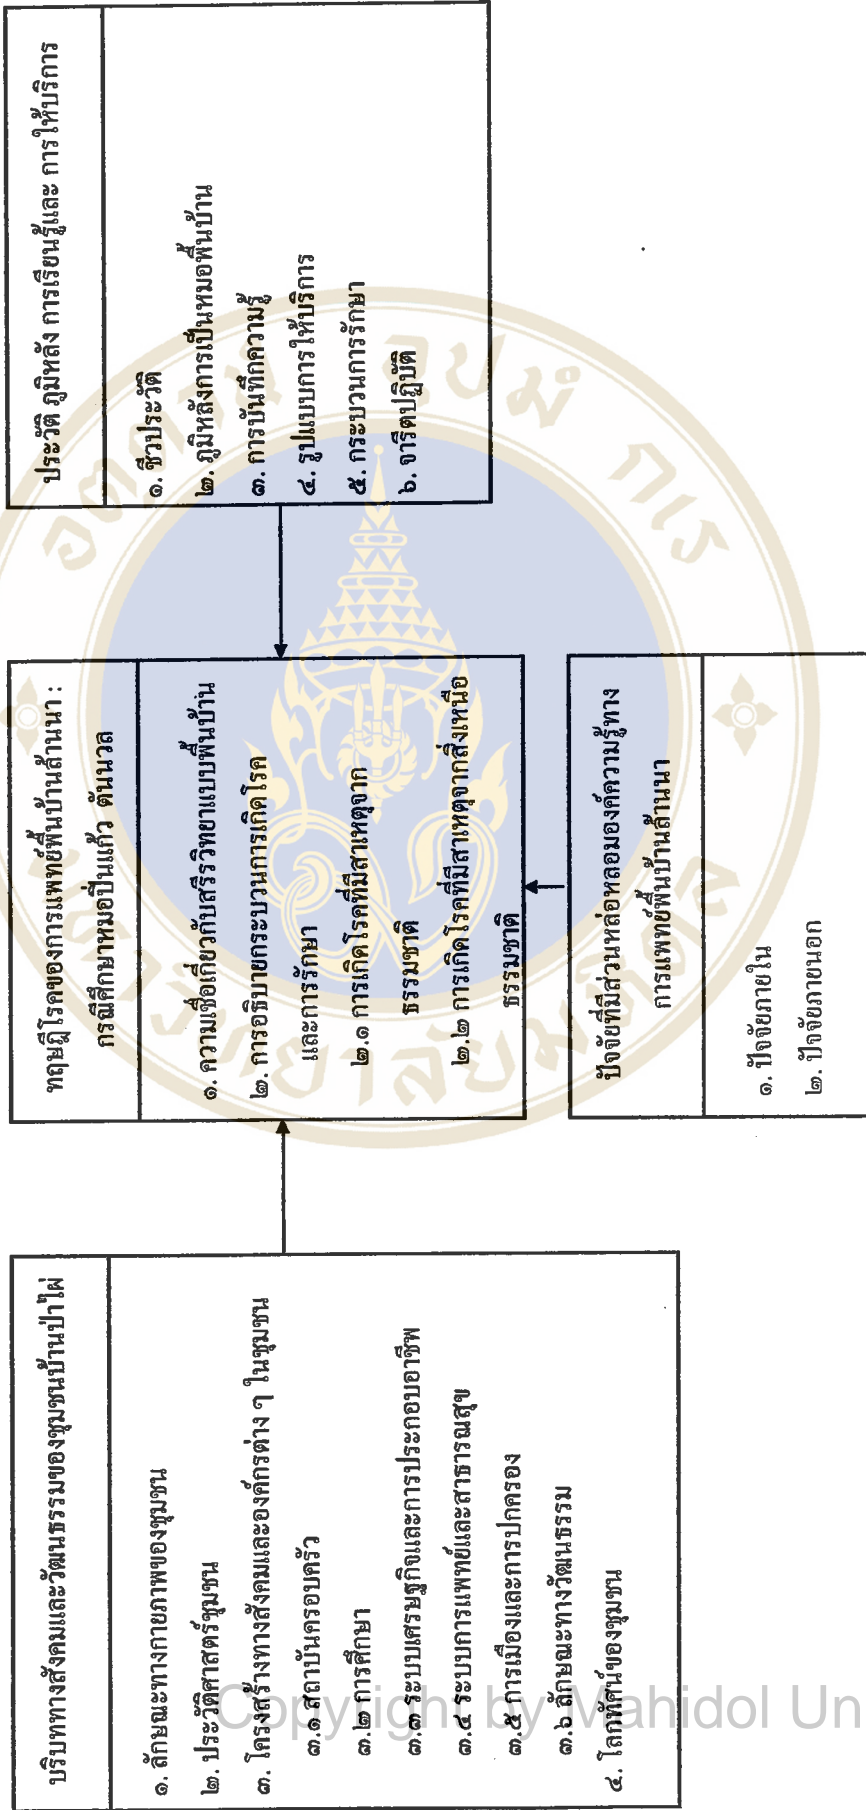 บริบททางสังคมและวัฒนธรรมของชุมชนบ้านป่าไผ่
๑. ลักษณะทางกายภาพของชุมชน
๒. ประวัติศาสตร์ชุมชน
๓. โครงสร้างทางสังคมและองค์กรต่าง ๆ ในชุมชน
๓.๑ สถาบันครอบครัว
๓.๒ การศึกษา
๓.๓ ระบบเศรษฐกิจและการประกอบอาชีพ
๓.๔ ระบบการแพทย์และสาธารณสุข
๓.๕ การเมืองและการปกครอง
๓.๖ ลักษณะทางวัฒนธรรม
๔. โลกทัศน์ของชุมชน
ทฤษฎีโรคของการแพทย์พื้นบ้านล้านนา :
กรณีศึกษาหมอปิ่นแก้ว ตันนวล
๑. ความเชื่อเกี่ยวกับสรีรวิทยาแบบพื้นบ้าน
๒. การอธิบายกระบวนการเกิดโรค
และการรักษา
๒.๑ การเกิดโรคที่มีสาเหตุจาก
ธรรมชาติ
๒.๒ การเกิดโรคที่มีสาเหตุจากสิ่งเหนือ
ธรรมชาติ
ประวัติ ภูมิหลัง การเรียนรู้และ การให้บริการ
๑. ชีวประวัติ
๒. ภูมิหลังการเป็นหมอพื้นบ้าน
๓. การบันทึกความรู้
๔. รูปแบบการให้บริการ
๕. กระบวนการรักษา
๖. จารีตปฏิบัติ
ปัจจัยที่มีส่วนหล่อหลอมองค์ความรู้ทาง
การแพทย์พื้นบ้านล้านนา
๑. ปัจจัยภายใน
๒. ปัจจัยภายนอก
อตฺตานํ อุปมํ กเร
มหาวิทยาลัยมหิดล
Copyright by Mahidol Un